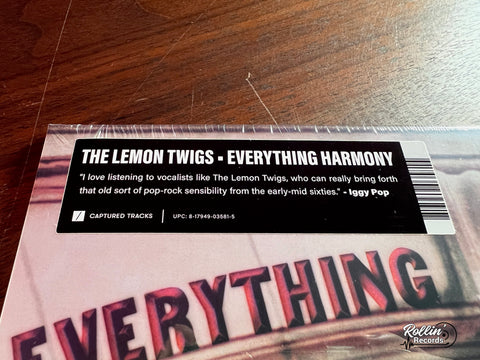 THE LEMON TWIGS ▪ EVERYTHING HARMONY
"I love listening to vocalists like The Lemon Twigs, who can really bring forth
that old sort of pop-rock sensibility from the early-mid sixties." - Iggy Pop
CAPTURED TRACKS | UPC: 8-17949-03581-5
EVERYTHING
Rollin'
Records